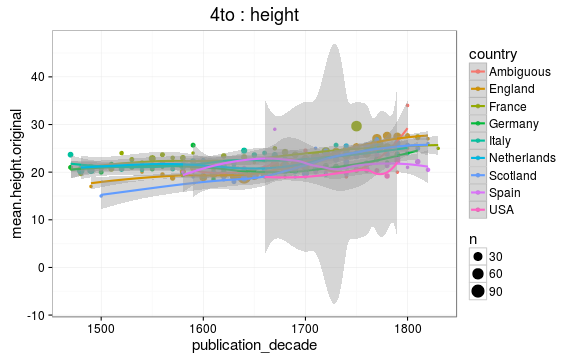 4to : height
mean.height.original
40
30
20
10
0
-10
1500
1600
1700
1800
publication_decade
country
Ambiguous
England
France
Germany
Italy
Netherlands
Scotland
Spain
USA
n
30
60
90